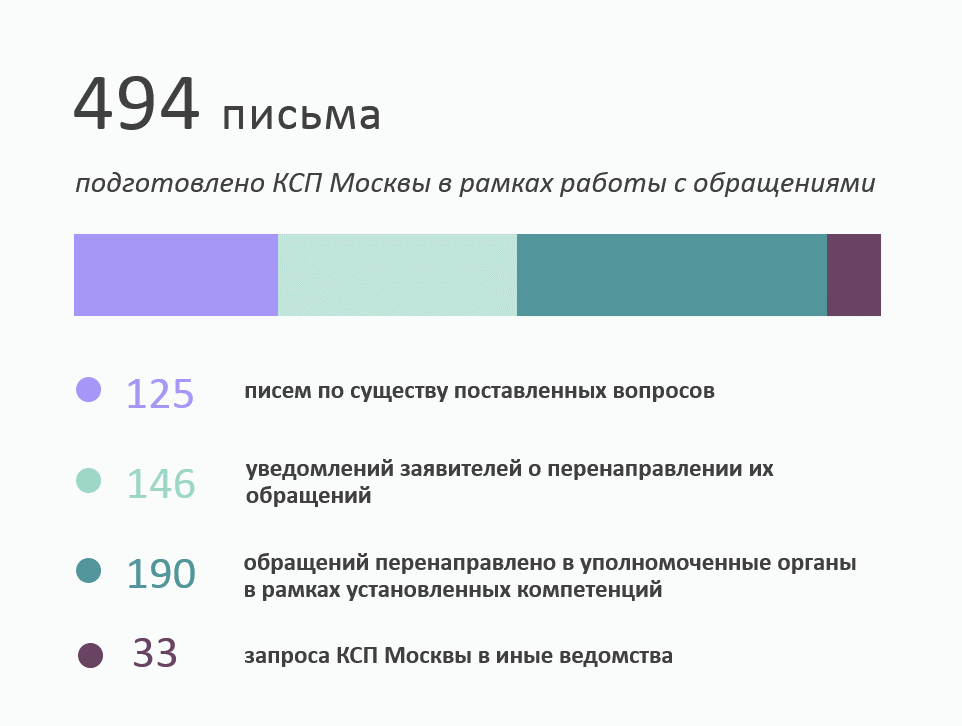 494 письма
подготовлено КСП Москвы в рамках работы с обращениями
125 писем по существу поставленных вопросов
146 уведомлений заявителей о перенаправлении их
обращений
190 обращений перенаправлено в уполномоченные органы
в рамках установленных компетенций
33 запроса КСП Москвы в иные ведомства